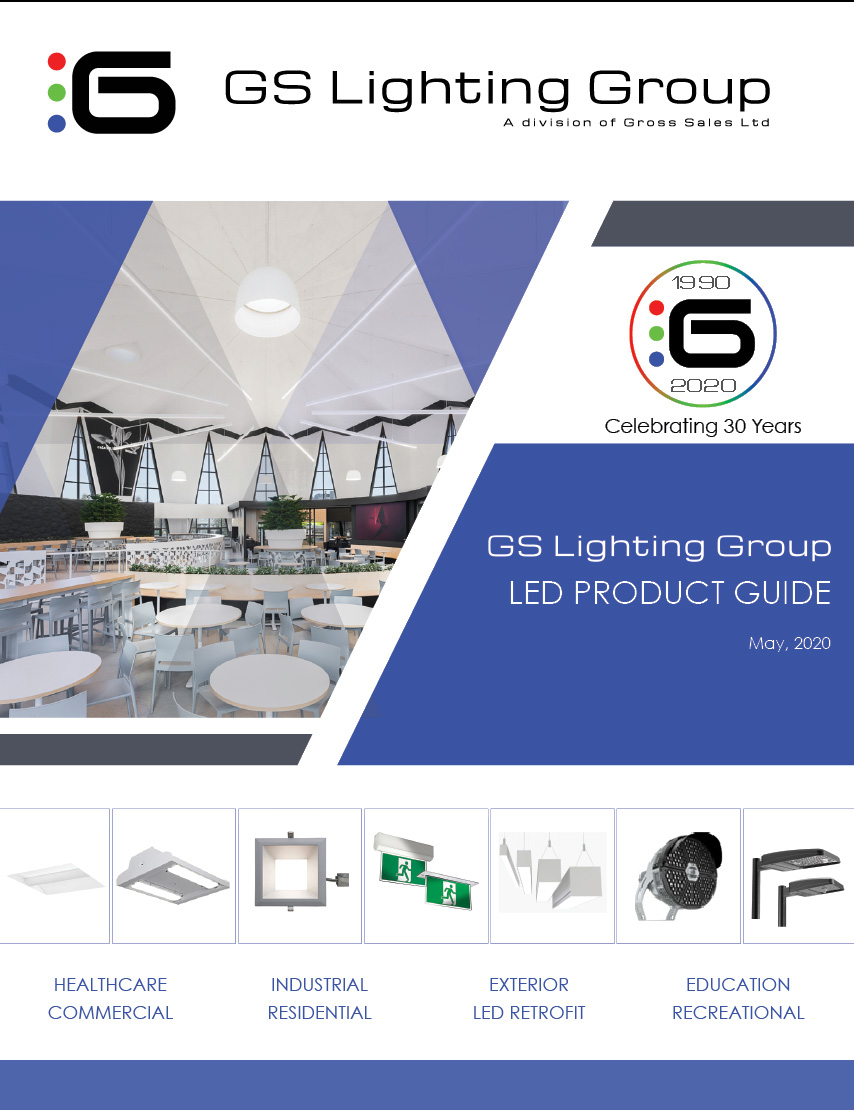 G
GS Lighting Group
A division of Gross Sales Ltd
1990
G
2020
Celebrating 30 Years
GS Lighting Group
LED PRODUCT GUIDE
May, 2020
HEALTHCARE
COMMERCIAL
INDUSTRIAL
RESIDENTIAL
EXTERIOR
LED RETROFIT
EDUCATION
RECREATIONAL